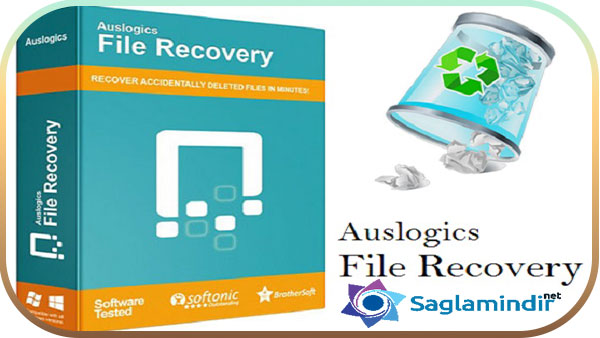 Auslogics
File Recovery
RECOVER ACCIDENTALLY DELETED FILES IN MINUTES!
Auslogics
File Recovery
Software
Tested
softonic
BrotherSoft
Auslogics
File Recovery
Saglamindir
net